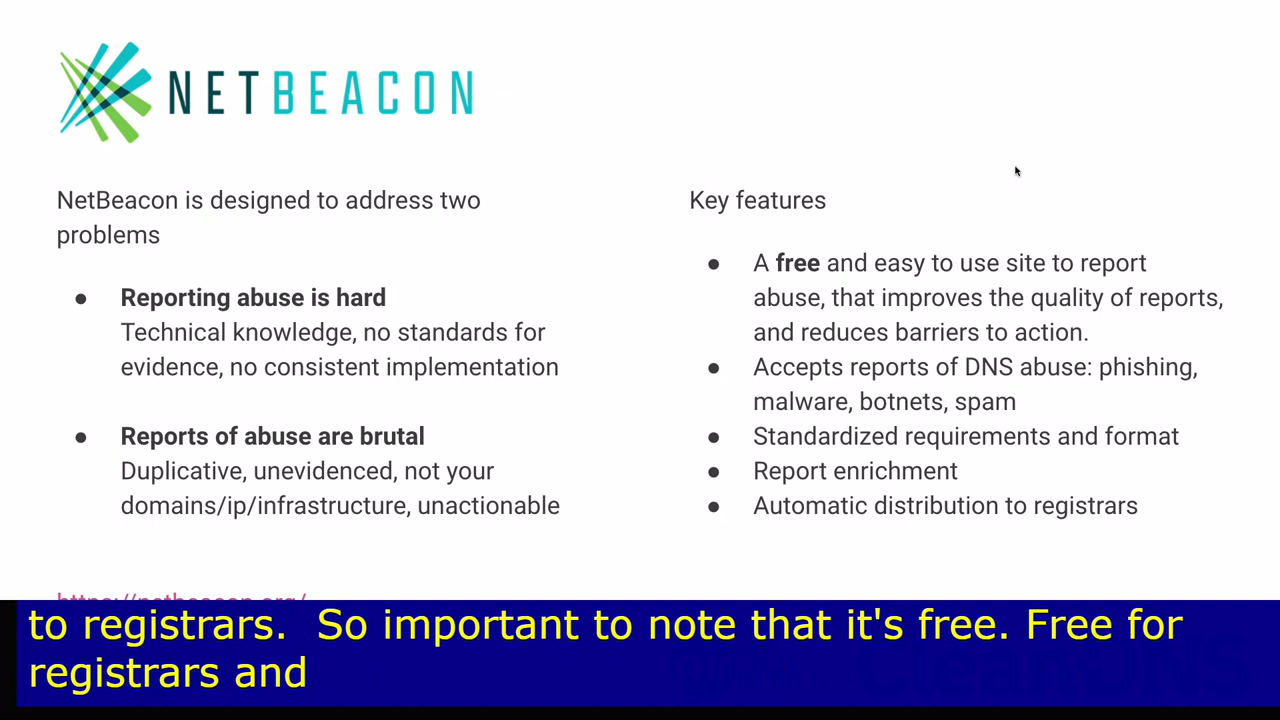 NETBEACON
NetBeacon is designed to address two
problems
● Reporting abuse is hard
Technical knowledge, no standards for
evidence, no consistent implementation
● Reports of abuse are brutal
Duplicative, unevidenced, not your
domains/ip/infrastructure, unactionable
https://netbeacon.org/
Key features
● A free and easy to use site to report
abuse, that improves the quality of reports,
and reduces barriers to action.
● Accepts reports of DNS abuse: phishing,
malware, botnets, spam
● Standardized requirements and format
● Report enrichment
● Automatic distribution to registrars
to registrars.  So important to note that it's free. Free for
registrars and
CleanDNS